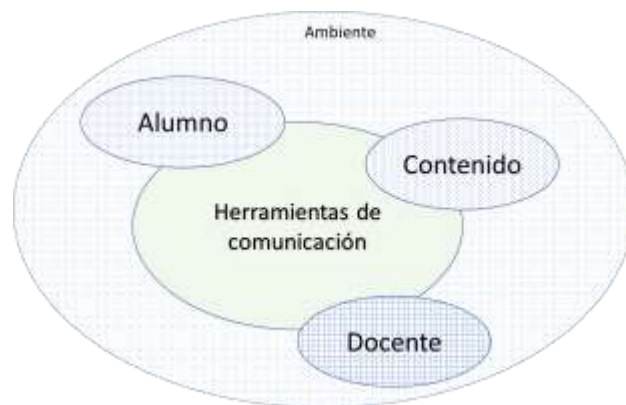 Ambiente
Alumno
Contenido
Herramientas de
comunicación
Docente